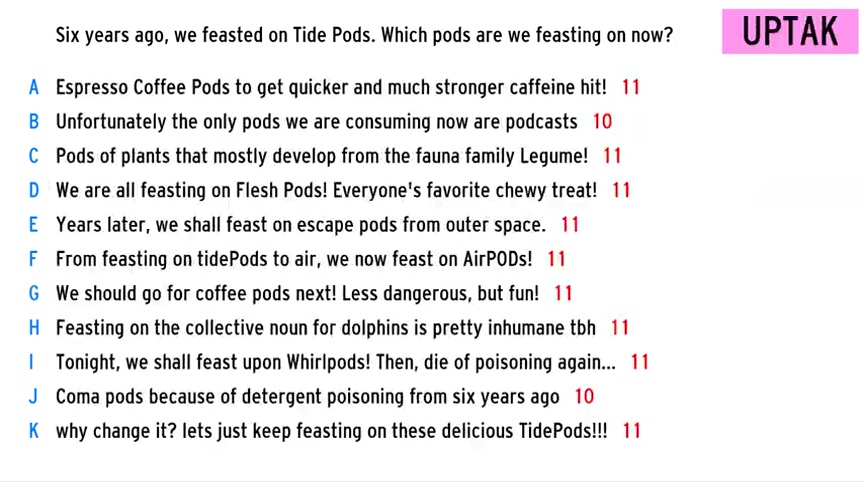 Six years ago, we feasted on Tide Pods. Which pods are we feasting on now?
UPTAK
A Espresso Coffee Pods to get quicker and much stronger caffeine hit! 11
B Unfortunately the only pods we are consuming now are podcasts 10
C Pods of plants that mostly develop from the fauna family Legume! 11
D We are all feasting on Flesh Pods! Everyone's favorite chewy treat! 11
E Years later, we shall feast on escape pods from outer space. 11
F From feasting on tidePods to air, we now feast on AirPODs! 11
G We should go for coffee pods next! Less dangerous, but fun! 11
H Feasting on the collective noun for dolphins is pretty inhumane tbh 11
I Tonight, we shall feast upon Whirlpods! Then, die of poisoning again... 11
J Coma pods because of detergent poisoning from six years ago 10
K why change it? lets just keep feasting on these delicious TidePods!!! 11